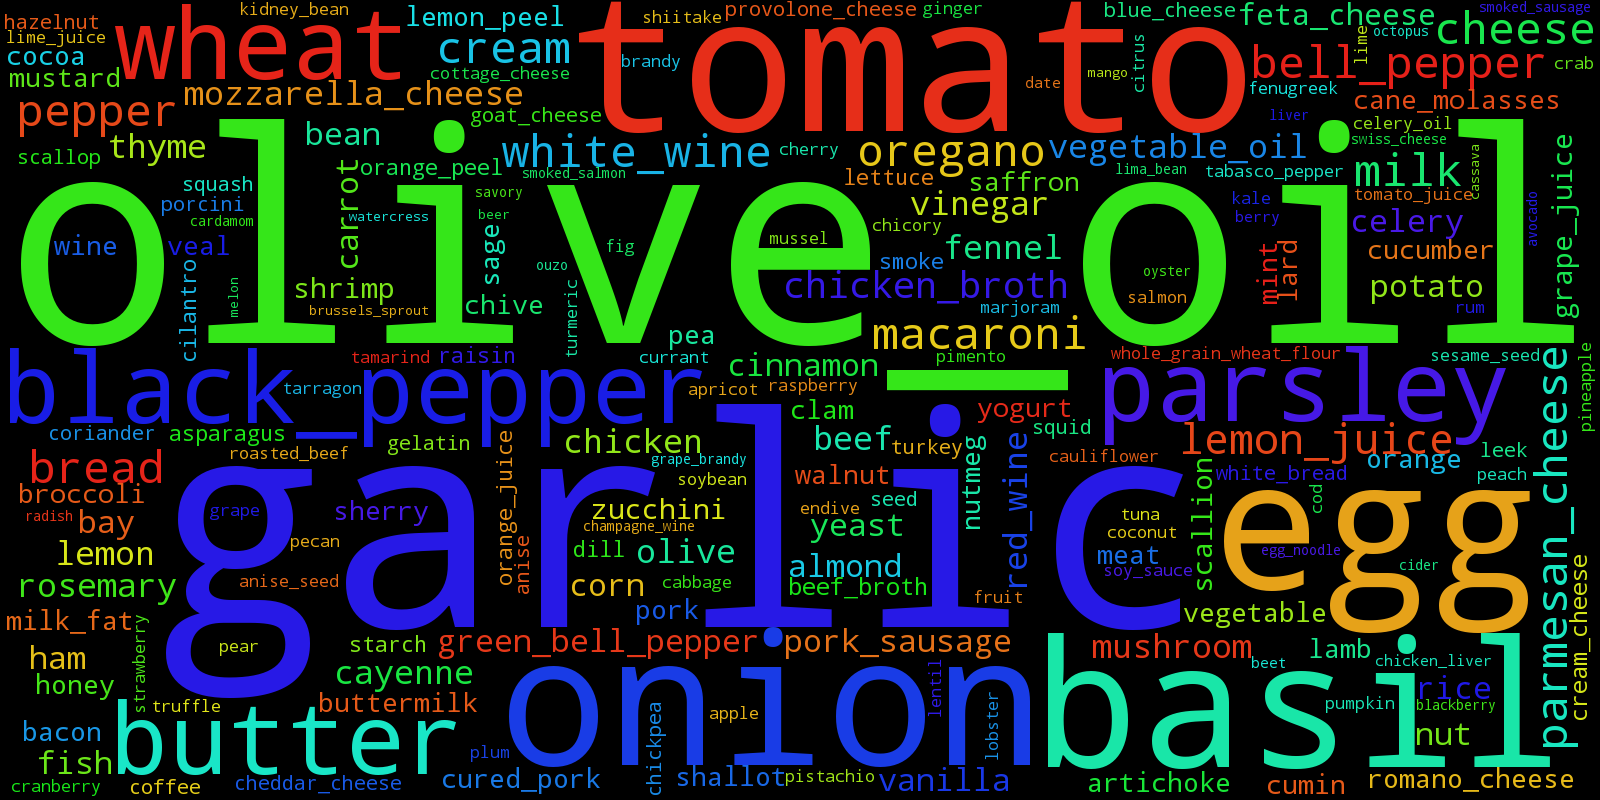 hazelnut
kidney_bean
lemon_peel
shiitake
provolone_cheese
ginger
blue_cheese
feta_cheese
smoked_sausage
lime_juice
wheat
cream
tomato
citrus
lime
octopus
cheese
cocoa
brandy
bell_pepper
crab
mustard
cottage_cheese
date
mango
fenugreek
pepper
mozzarella_cheese
goat_cheese
liver
cane_molasses
scallop
thyme
bean
orange_peel
white_wine
cherry
oregano
vegetable_oil
celery_oil
swiss_cheese
squash
smoked_salmon
lettuce
saffron
lima_bean
tabasco_pepper
milk
cassava
grape_juice
porcini
cardamom
carrot
watercress
savory
beer
vinegar
chicory
kale
berry
tomato_juice
celery
avocado
olive_oil
wine
veal
sage
fig
mussel
fennel
cucumber
cilantro
melon
ouzo
smoke
oyster
mint
lard
shrimp
chive
turmeric
chicken_broth
salmon
potato
brussels_sprout
pea
marjoram
macaroni
rum
tamarind
raisin
currant
cinnamon
pimento
whole_grain_wheat_flour
sesame_seed
pineapple
black_pepper
tarragon
apricot
raspberry
parsley
coriander
asparagus
gelatin
clam
yogurt
squid
lemon_juice
parmesan_cheese
roasted_beef
chicken
beef
turkey
cauliflower
orange
leek
bread
grape_brandy
soybean
walnut
nutmeg
red_wine
scallion
white_bread
peach
broccoli
radish
bay
grape
garlic
sherry
orange_juice
zucchini
champagne_wine
seed
endive
yeast
tuna
coconut
cod
egg
lemon
pecan
anise
dill
olive
almond
meat
soy_sauce
egg_noodle
cider
rosemary
anise_seed
corn
cabbage
beef_broth
fruit
cream_cheese
milk_fat
strawberry
pork
vegetable
ham
pear
starch
green_bell_pepper
pork_sausage
mushroom
beet
lamb
chicken_liver
honey
cayenne
onion
lentil
basil
rice
truffle
buttermilk
apple
lobster
pumpkin
blackberry
bacon
butter
chickpea
nut
fish
plum
cranberry
coffee
cheddar_cheese
cured_pork
shallot
pistachio
vanilla
artichoke
cumin
romano_cheese